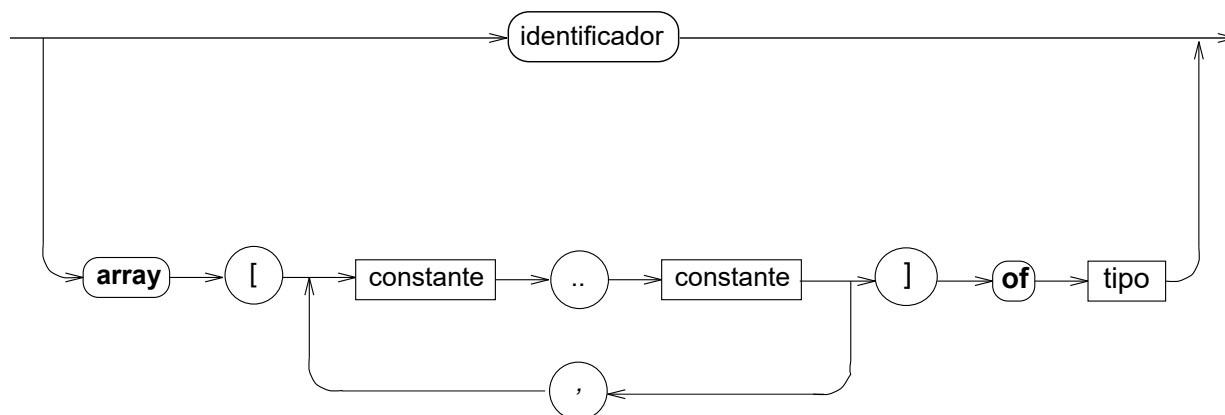 identificador
array [ constante .. constante ] of tipo
,